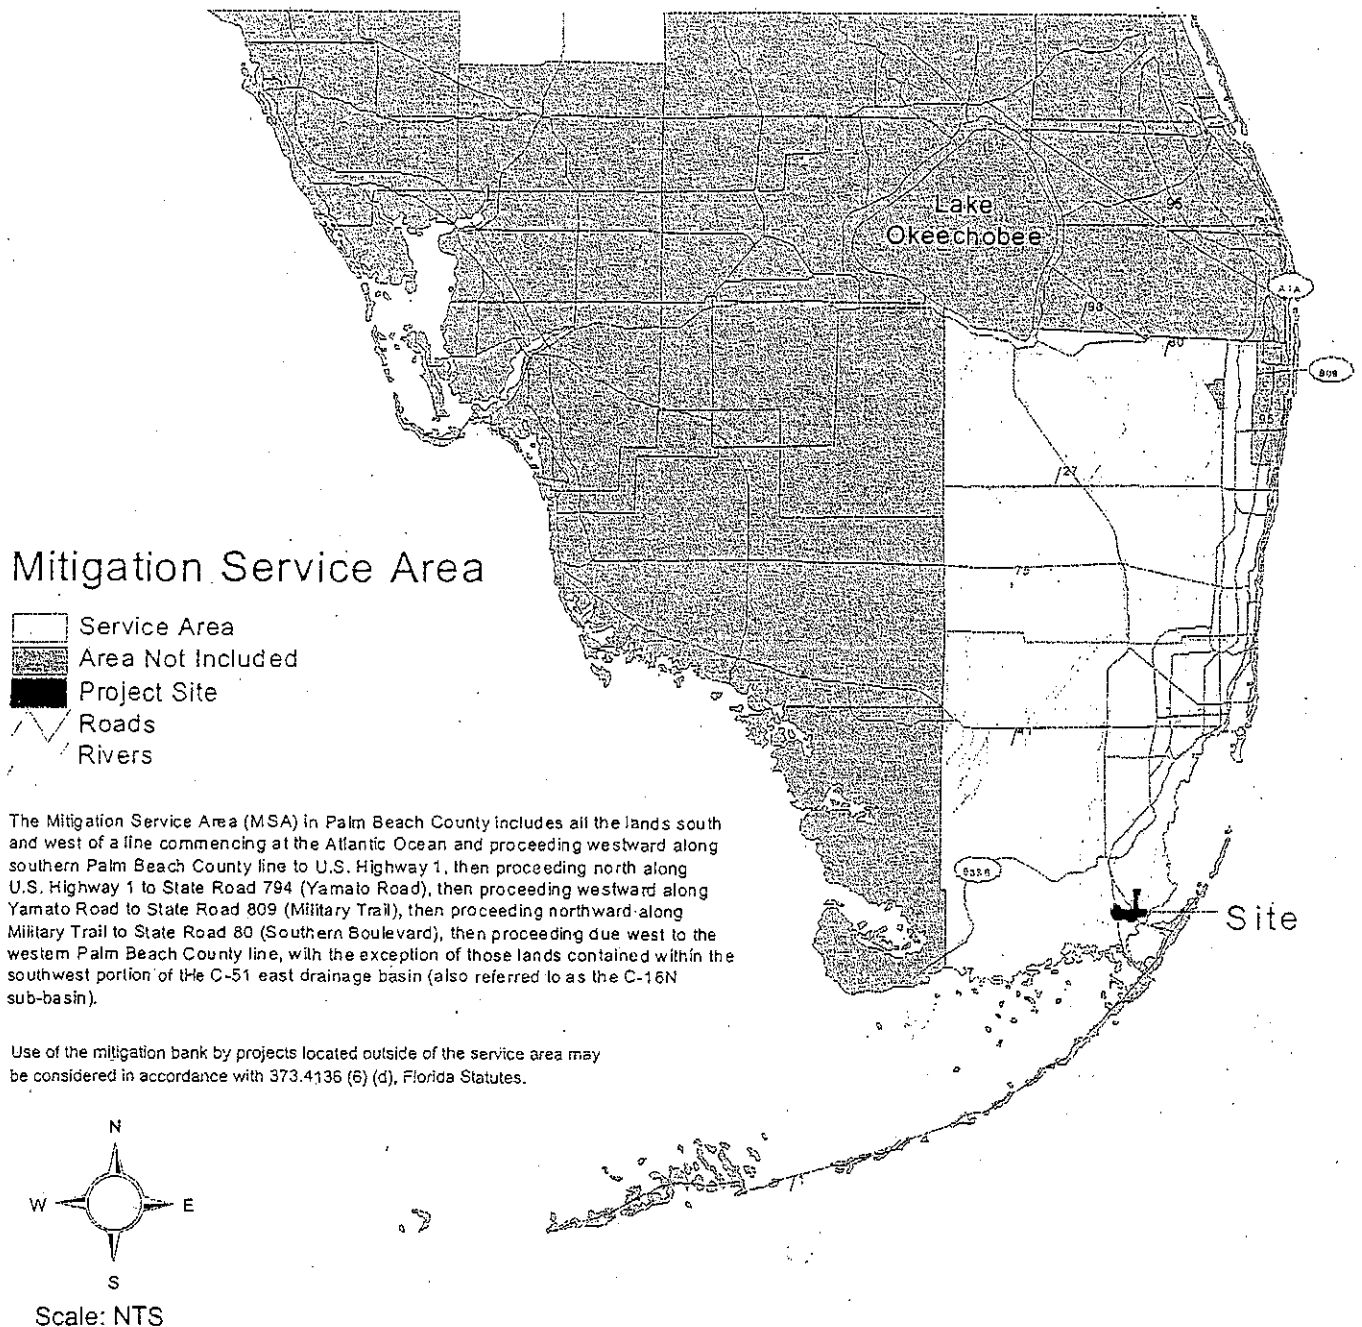 Lake
Okeechobee
95
A1A
/98
809
95
/27
75
41
Mitigation Service Area
Service Area
Area Not Included
Project Site
Roads
Rivers
The Mitigation Service Area (MSA) in Palm Beach County includes all the lands south
and west of a line commencing at the Atlantic Ocean and proceeding westward along
southern Palm Beach County line to U.S. Highway 1, then proceeding north along
U.S. Highway 1 to State Road 794 (Yamato Road), then proceeding westward along
Yamato Road to State Road 809 (Military Trail), then proceeding northward along
Military Trail to State Road 80 (Southern Boulevard), then proceeding due west to the
western Palm Beach County line, with the exception of those lands contained within the
southwest portion of the C-51 east drainage basin (also referred to as the C-16N
sub-basin).
Site
Use of the mitigation bank by projects located outside of the service area may
be considered in accordance with 373.4136 (6) (d), Florida Statutes.
N
W E
S
Scale: NTS